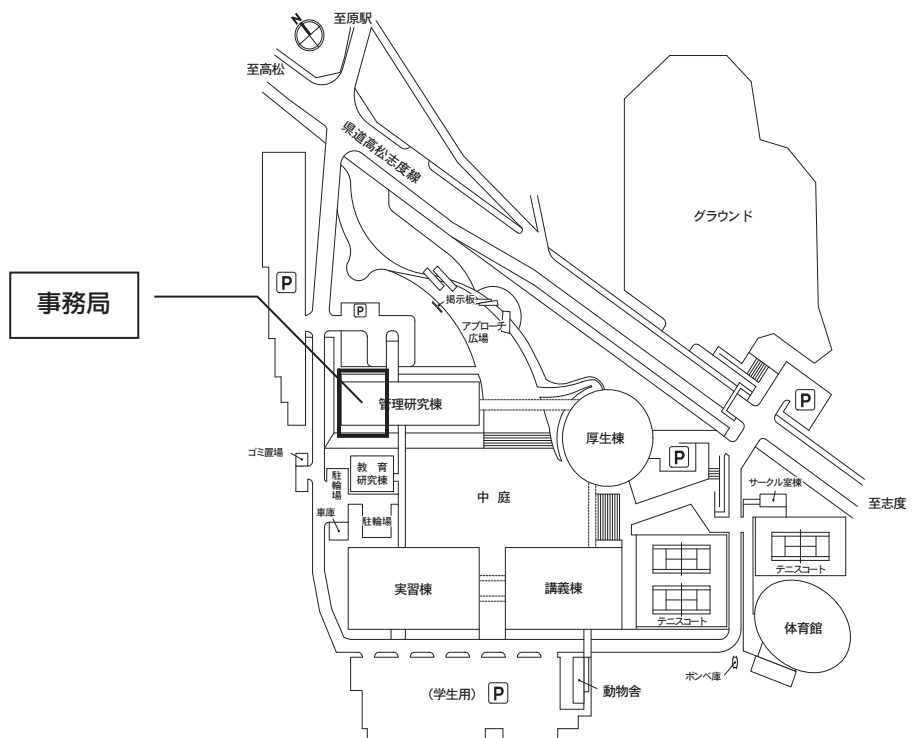 N
至原駅
至高松
県道高松志度線
グラウンド
P
事務局
P
掲示板
アプローチ
広場
P
管理研究棟
厚生棟
P
ゴミ置場
駐輪場
教 育
研究棟
サークル室棟
至志度
中 庭
車庫
駐輪場
テニスコート
実習棟
講義棟
テニスコート
体育館
ボンベ庫
(学生用) P
動物舎